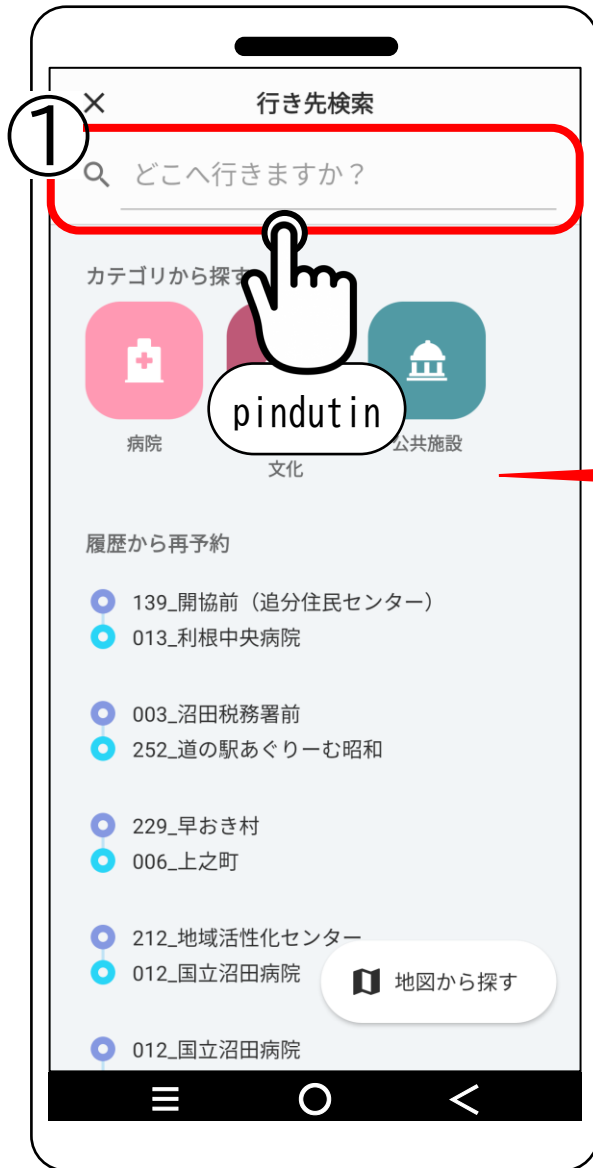 ①
行き先検索
どこへ行きますか？
カテゴリから探す
pindutin
病院
文化
公共施設
履歴から再予約
139_開協前（追分住民センター）
013_利根中央病院
003_沼田税務署前
252_道の駅あぐりーむ昭和
229_早おき村
006_上之町
212_地域活性化センター
012_国立沼田病院
地図から探す
012_国立沼田病院